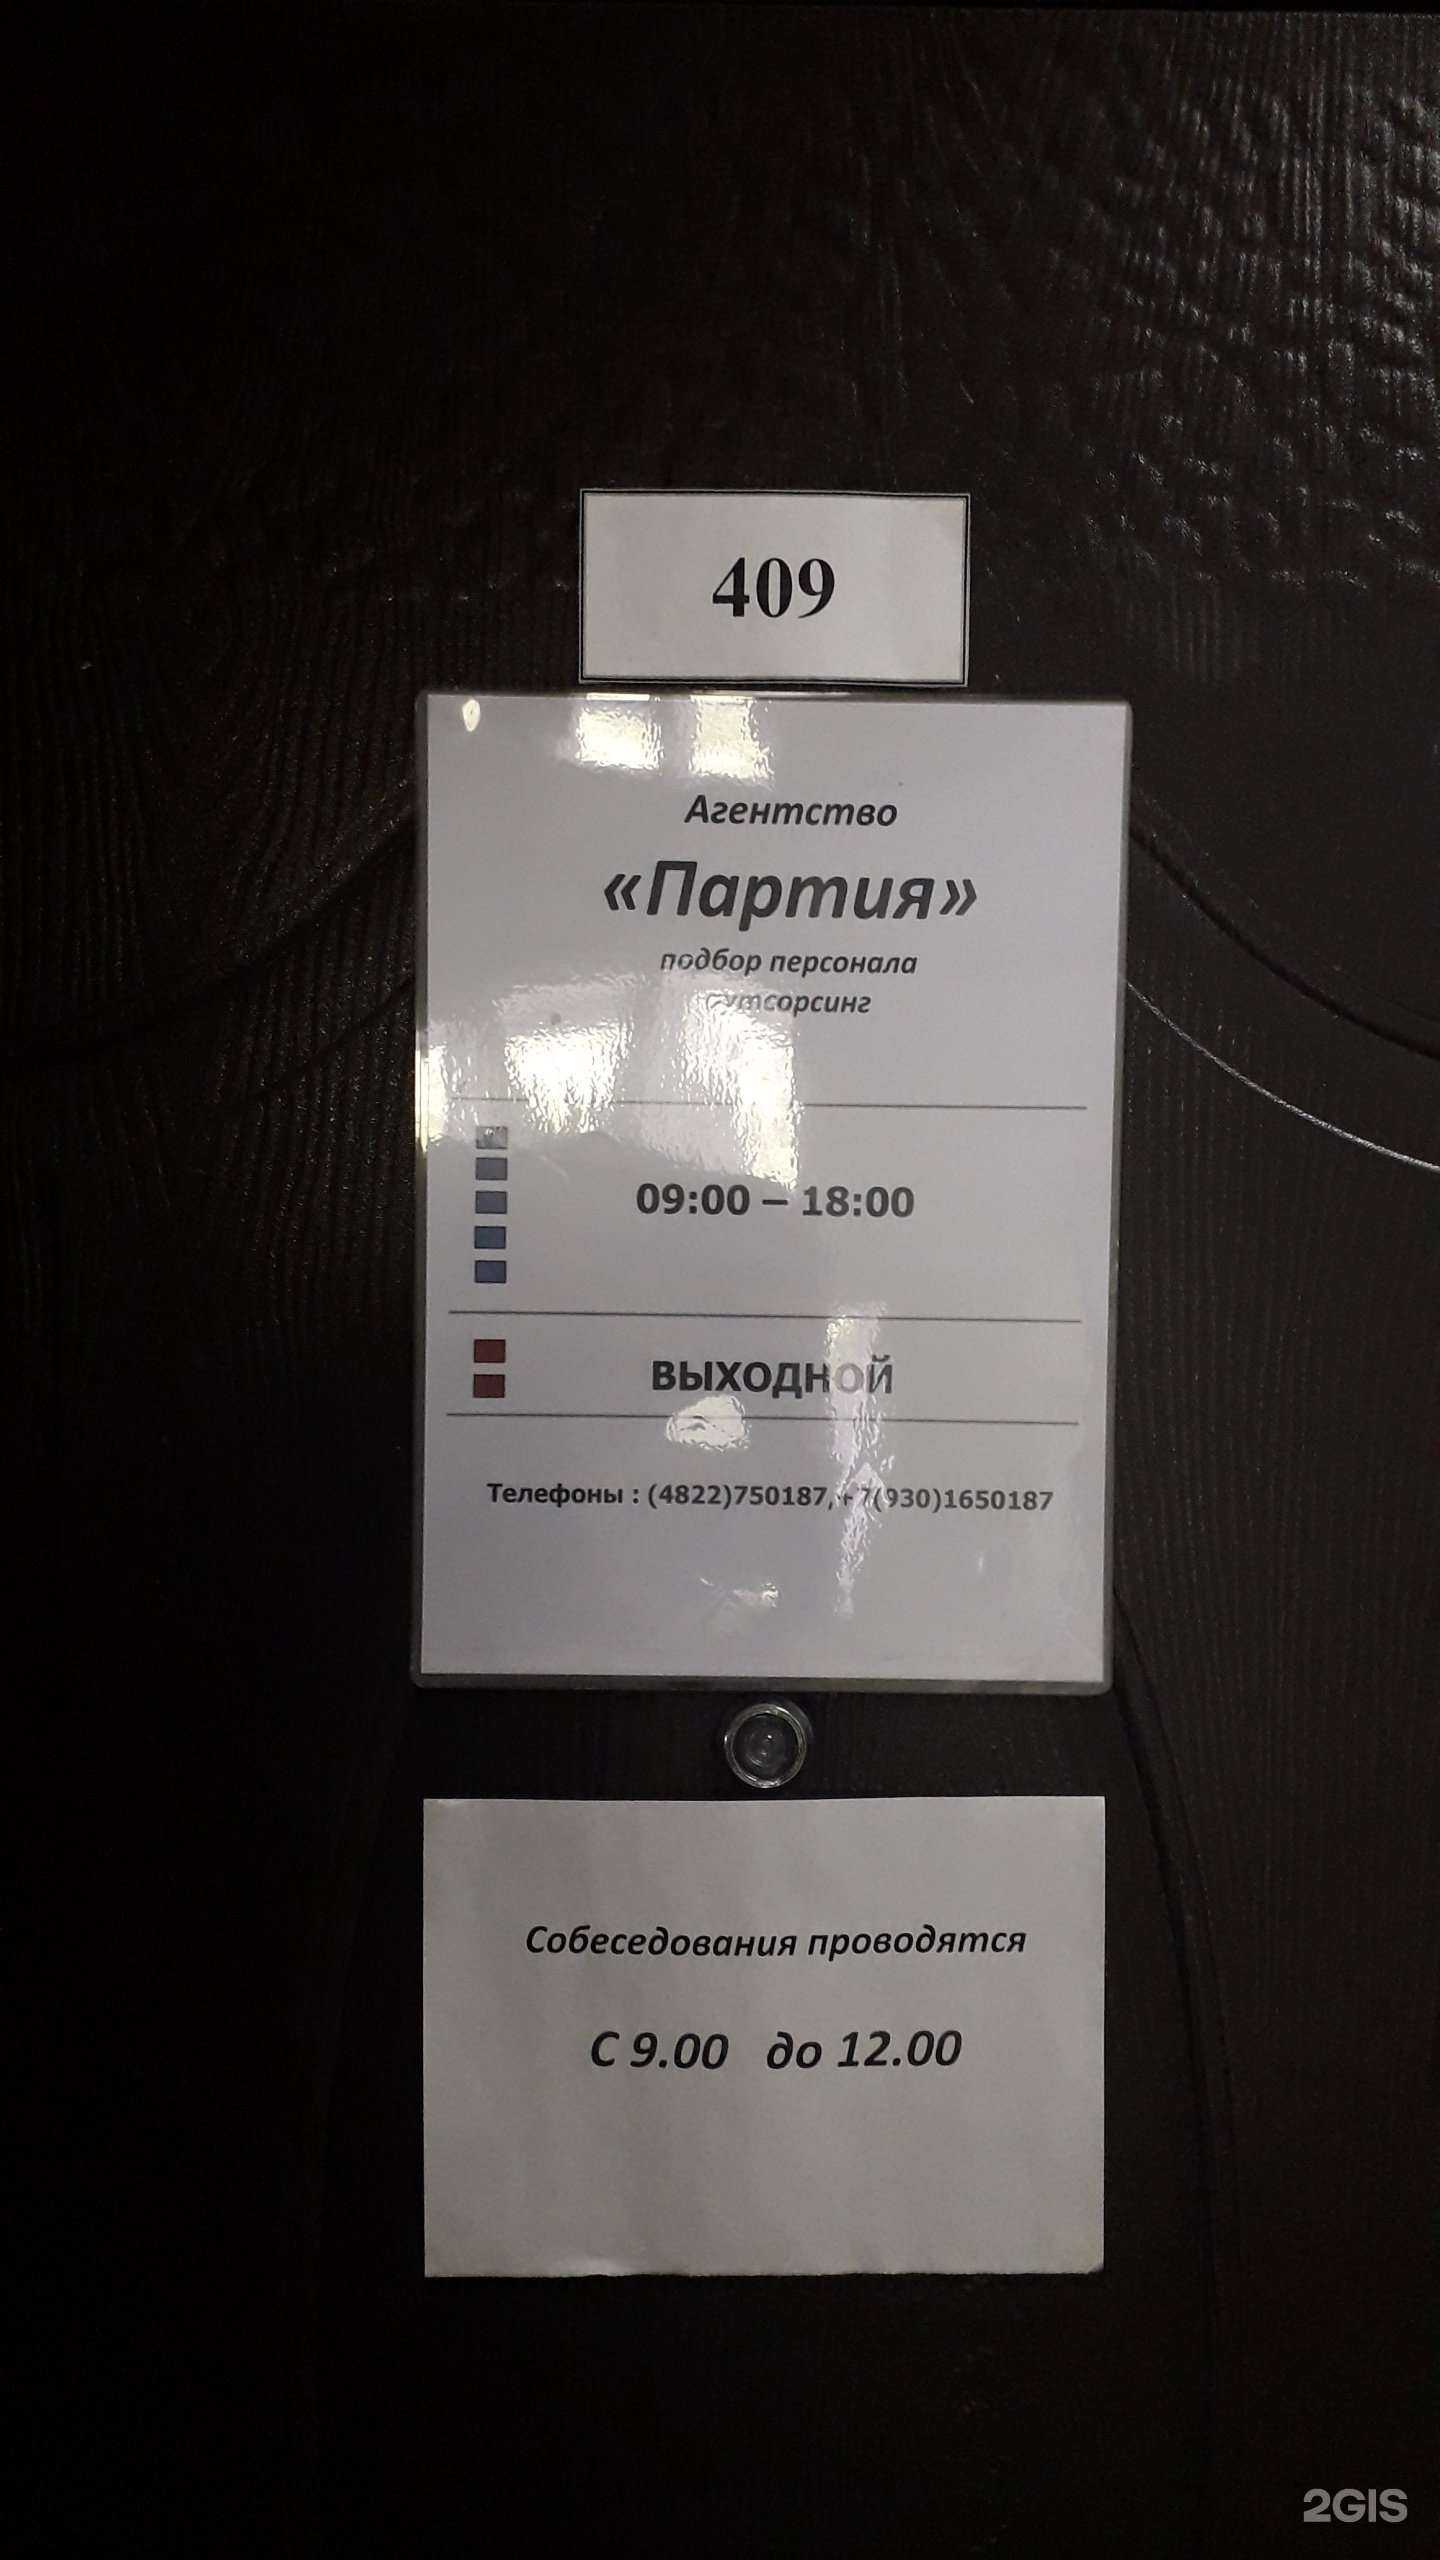 409
Агентство
«Партия»
подбор персонала
аутсорсинг
09:00 – 18:00
ВЫХОДНОЙ
Телефоны : (4822)750187,+7(930)1650187
Собеседования проводятся
С 9.00 до 12.00
2GIS